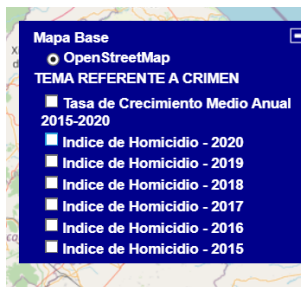 Mapa Base
OpenStreetMap
TEMA REFERENTE A CRIMEN
Tasa de Crecimiento Medio Anual
2015-2020
Indice de Homicidio - 2020
Indice de Homicidio - 2019
Indice de Homicidio - 2018
Indice de Homicidio - 2017
Indice de Homicidio - 2016
Indice de Homicidio - 2015